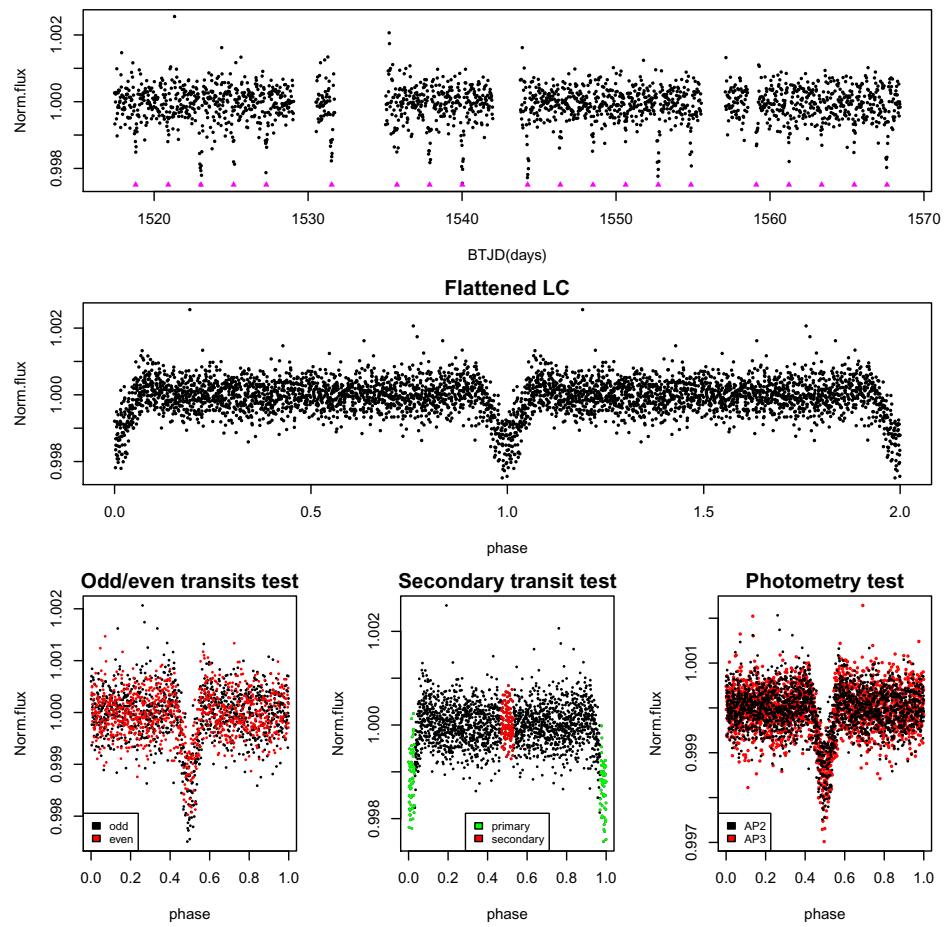 Norm.flux
0.998 1.000 1.002
1520 1530 1540 1550 1560 1570
BTJD(days)
Flattened LC
Norm.flux
0.998 1.000 1.002
0.0 0.5 1.0 1.5 2.0
phase
Odd/even transits test
Norm.flux
0.998 0.999 1.000 1.001 1.002
odd
even
0.0 0.2 0.4 0.6 0.8 1.0
phase
Secondary transit test
Norm.flux
0.998 1.000 1.002
primary
secondary
0.0 0.2 0.4 0.6 0.8 1.0
phase
Photometry test
Norm.flux
0.997 0.999 1.001
AP2
AP3
0.0 0.2 0.4 0.6 0.8 1.0
phase